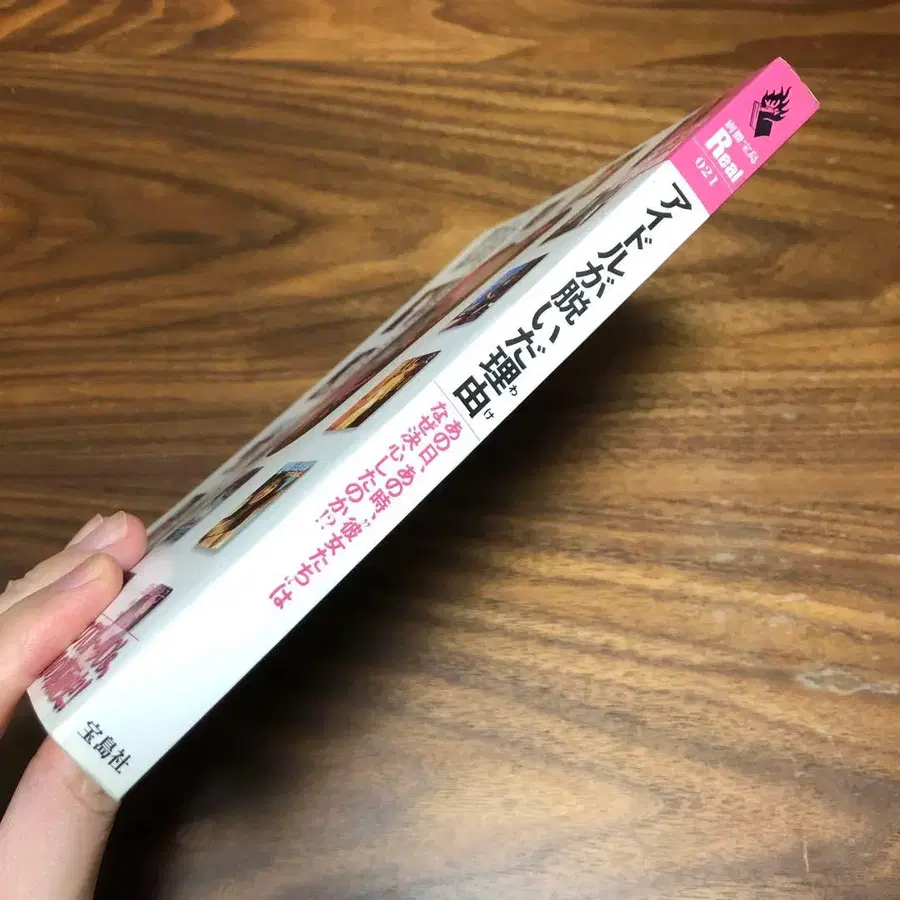 別冊宝島
Real
021
アイドルが脱いだ理由
わけ
あの日、あの時、"彼女たち"は
なぜ決心したのか!?
宝島社